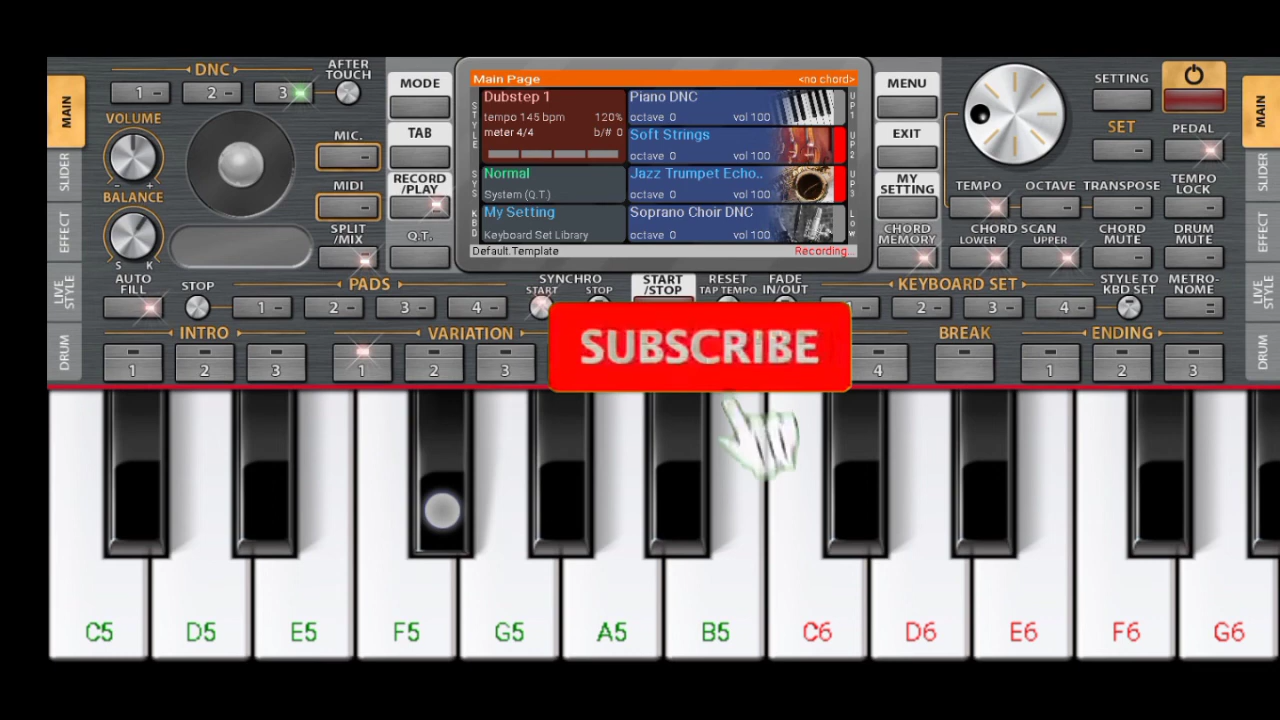 DNC
AFTER
TOUCH
1
2
3
VOLUME
MIC.
MIDI
BALANCE
SPLIT
/MIX
S K
MAIN
SLIDER
EFFECT
LIVE
STYLE
DRUM
MODE
TAB
RECORD
/PLAY
Q.T.
Main Page
<no chord>
STYLE
SYS
KBD
Dubstep 1
tempo 145 bpm 120%
meter 4/4 b/# 0
Normal
System (Q.T.)
My Setting
Keyboard Set Library
Piano DNC
octave 0 vol 100
Soft Strings
octave 0 vol 100
Jazz Trumpet Echo..
Soprano Choir DNC
octave 0 vol 100
UP1
UP2
UP3
LOW
Default.Template
Recording..
MENU
EXIT
MY
SETTING
CHORD
MEMORY
SETTING
SET
PEDAL
TEMPO
OCTAVE
TRANSPOSE
TEMPO
LOCK
CHORD SCAN
LOWER UPPER
CHORD
MUTE
DRUM
MUTE
MAIN
SLIDER
EFFECT
LIVE
STYLE
DRUM
AUTO
FILL
STOP
PADS
1
2
3
4
SYNCHRO
START STOP
START
/STOP
RESET
TAP TEMPO
FADE
IN/OUT
KEYBOARD SET
2
3
4
STYLE TO
KBD SET
METRO-
NOME
INTRO
1
2
3
VARIATION
1
2
3
4
BREAK
ENDING
1
2
3
SUBSCRIBE
C5 D5 E5 F5 G5 A5 B5 C6 D6 E6 F6 G6